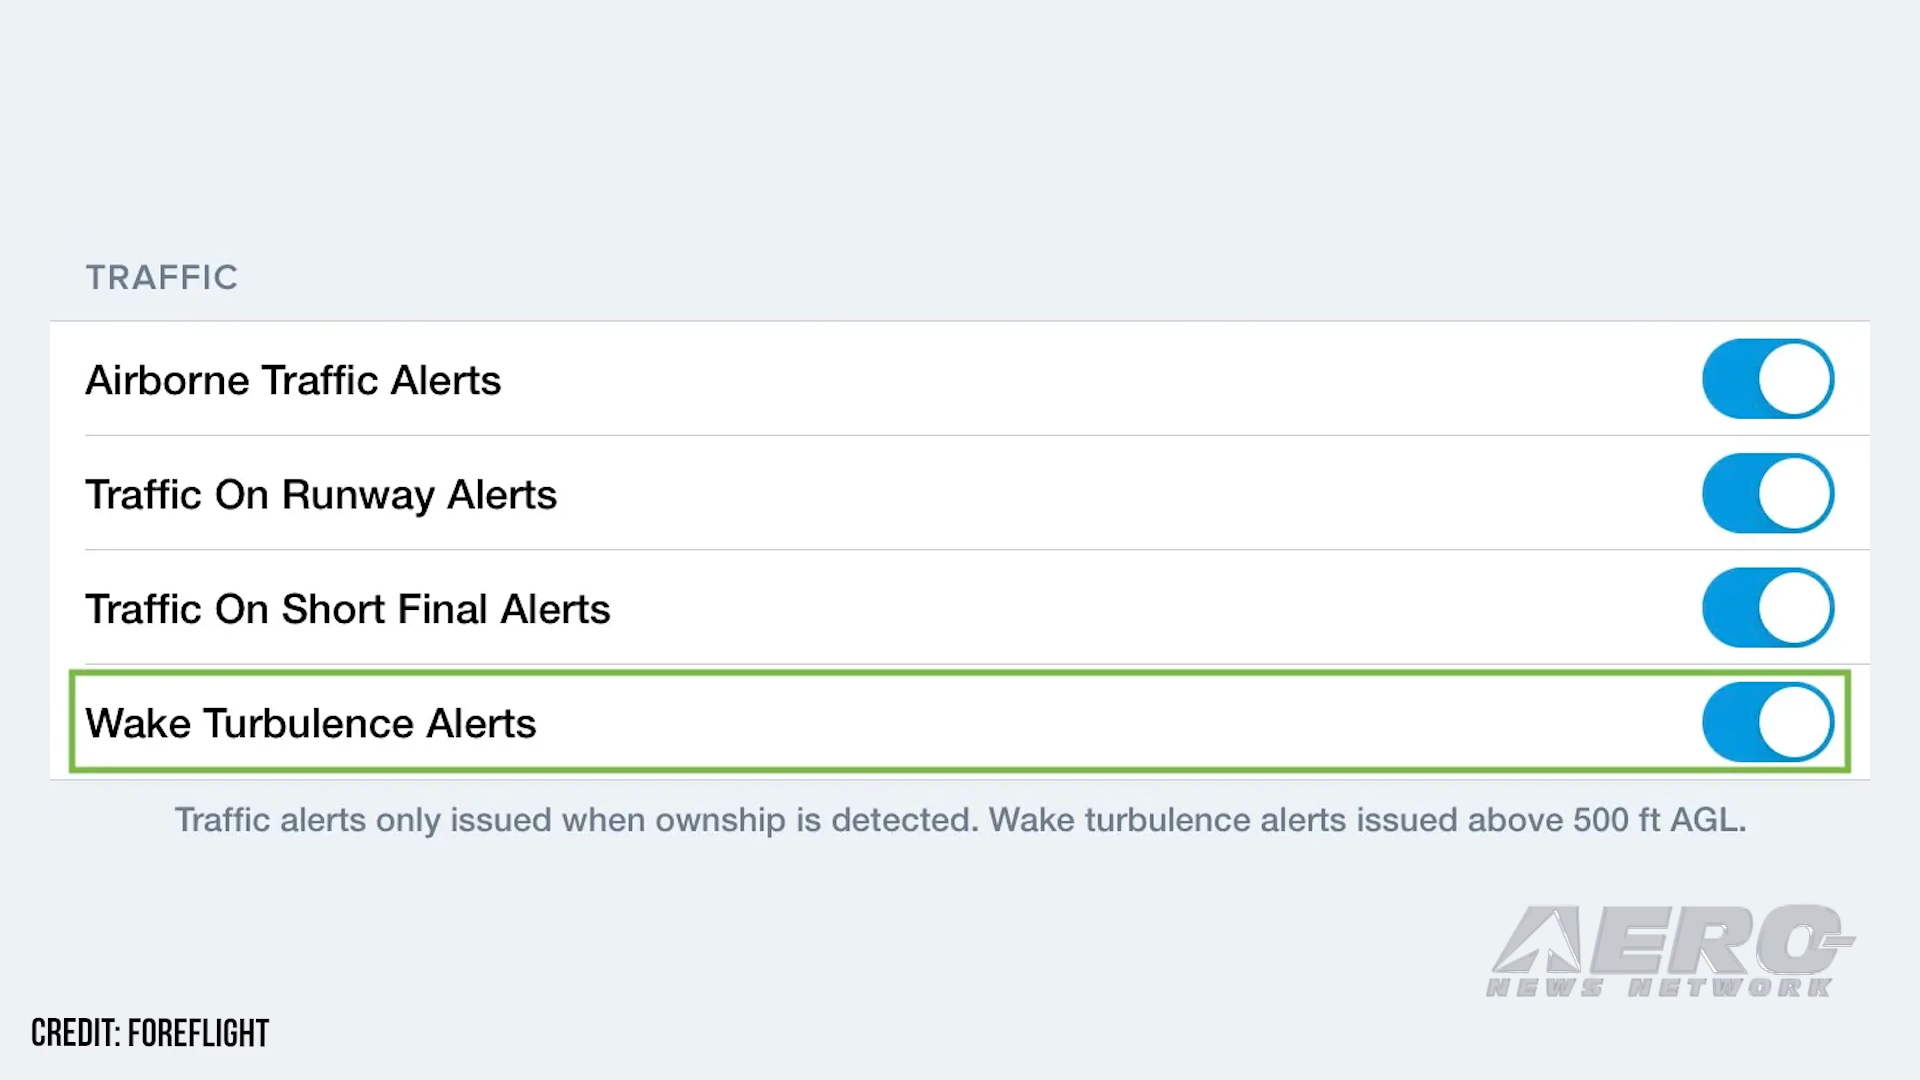 TRAFFIC
Airborne Traffic Alerts
Traffic On Runway Alerts
Traffic On Short Final Alerts
Wake Turbulence Alerts
Traffic alerts only issued when ownship is detected. Wake turbulence alerts issued above 500 ft AGL.
AERO-
NEWS NETWORK
CREDIT: FOREFLIGHT